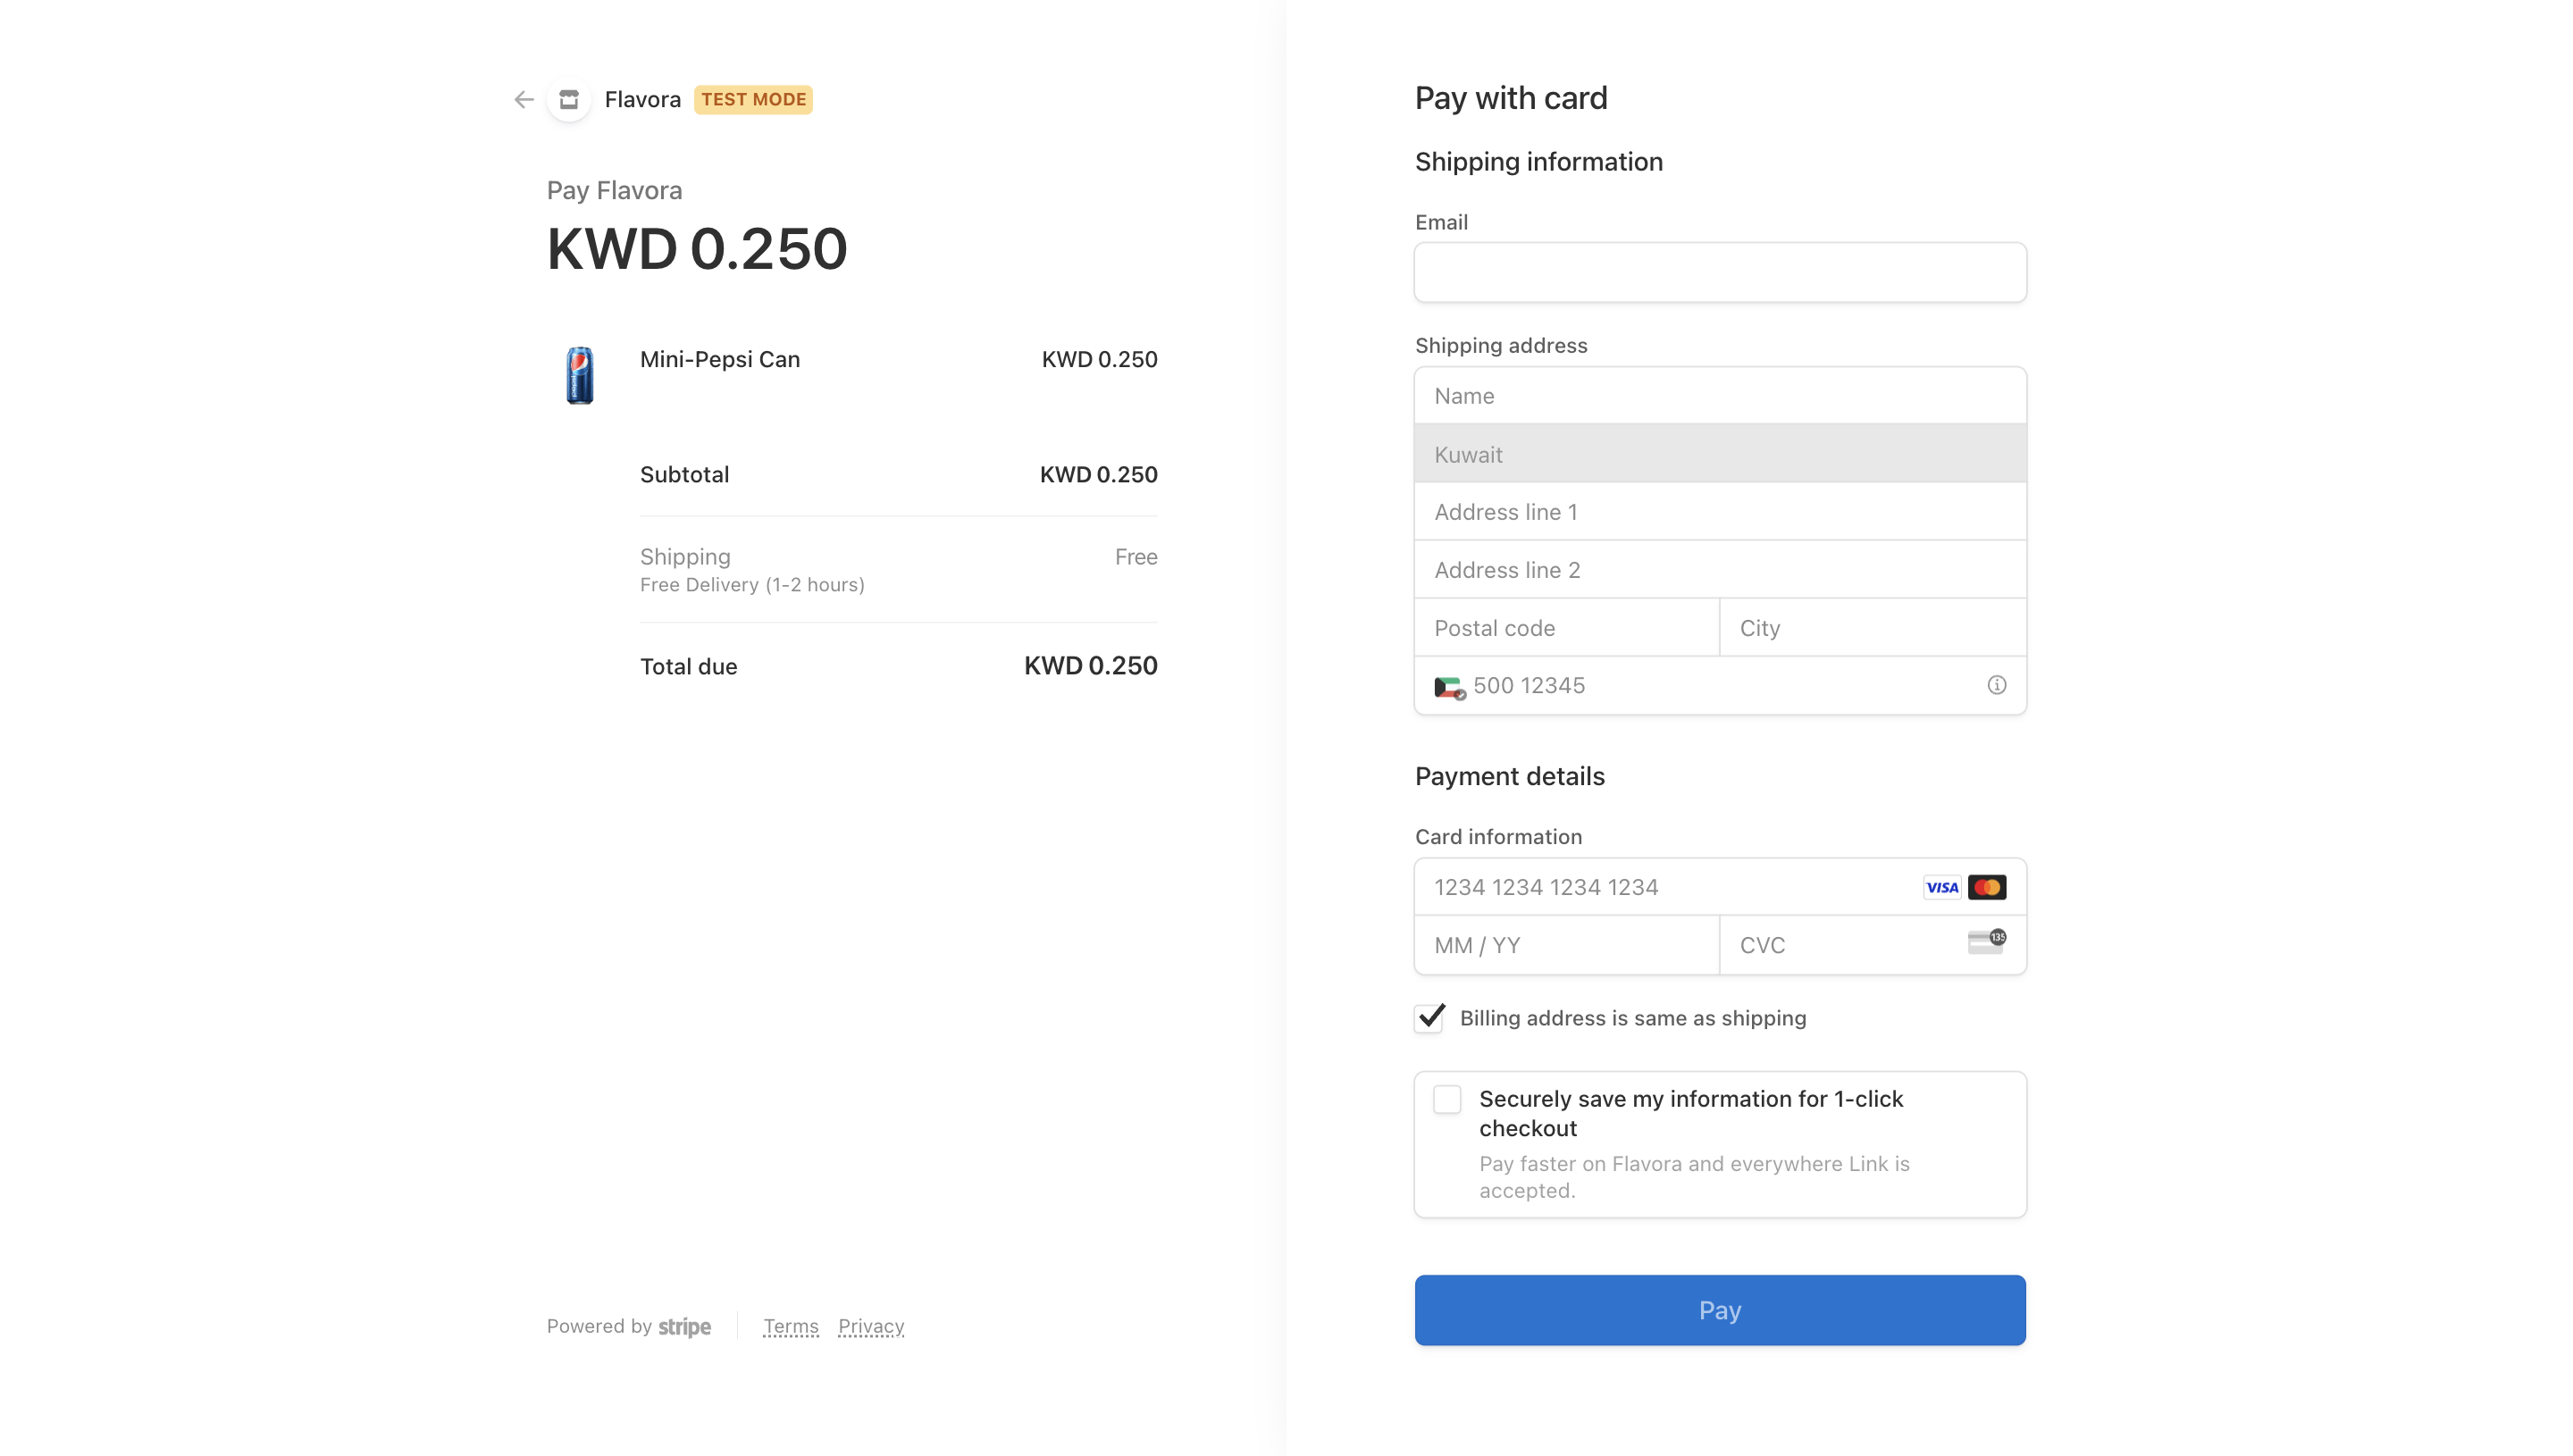 Flavora TEST MODE
Pay Flavora
KWD 0.250
Mini-Pepsi Can KWD 0.250
Subtotal KWD 0.250
Shipping Free
Free Delivery (1-2 hours)
Total due KWD 0.250
Powered by stripe Terms Privacy
Pay with card
Shipping information
Email
Shipping address
Name
Kuwait
Address line 1
Address line 2
Postal code City
500 12345
Payment details
Card information
1234 1234 1234 1234 VISA
MM / YY CVC 135
Billing address is same as shipping
Securely save my information for 1-click
checkout
Pay faster on Flavora and everywhere Link is
accepted.
Pay